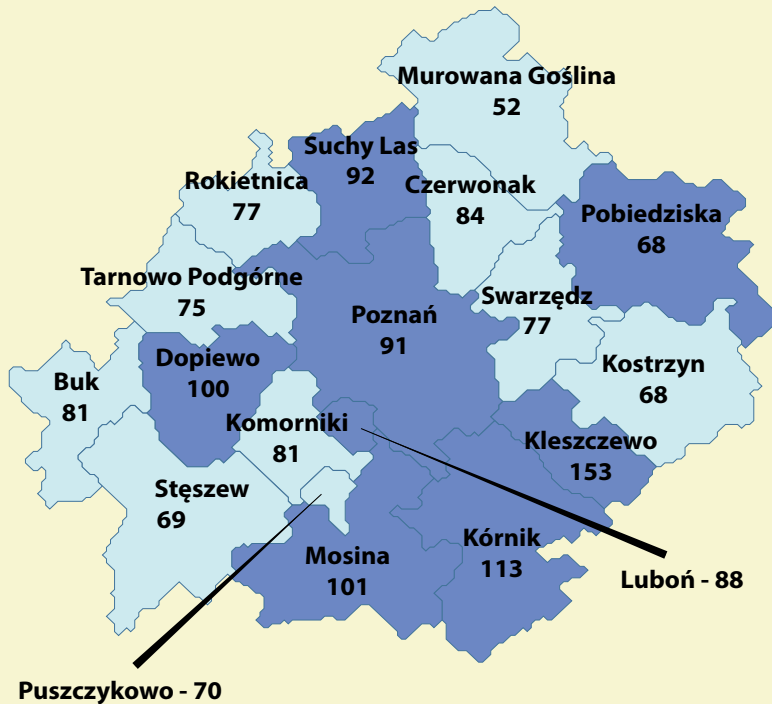 Murowana Goślina
52
Suchy Las
92
Czerwonak
84
Rokietnica
77
Pobiedziska
68
Tarnowo Podgórne
75
Swarzędz
77
Poznań
91
Dopiewo
100
Kostrzyn
68
Buk
81
Komorniki
81
Kleszczewo
153
Stęszew
69
Kórnik
113
Mosina
101
Luboń - 88
Puszczykowo - 70